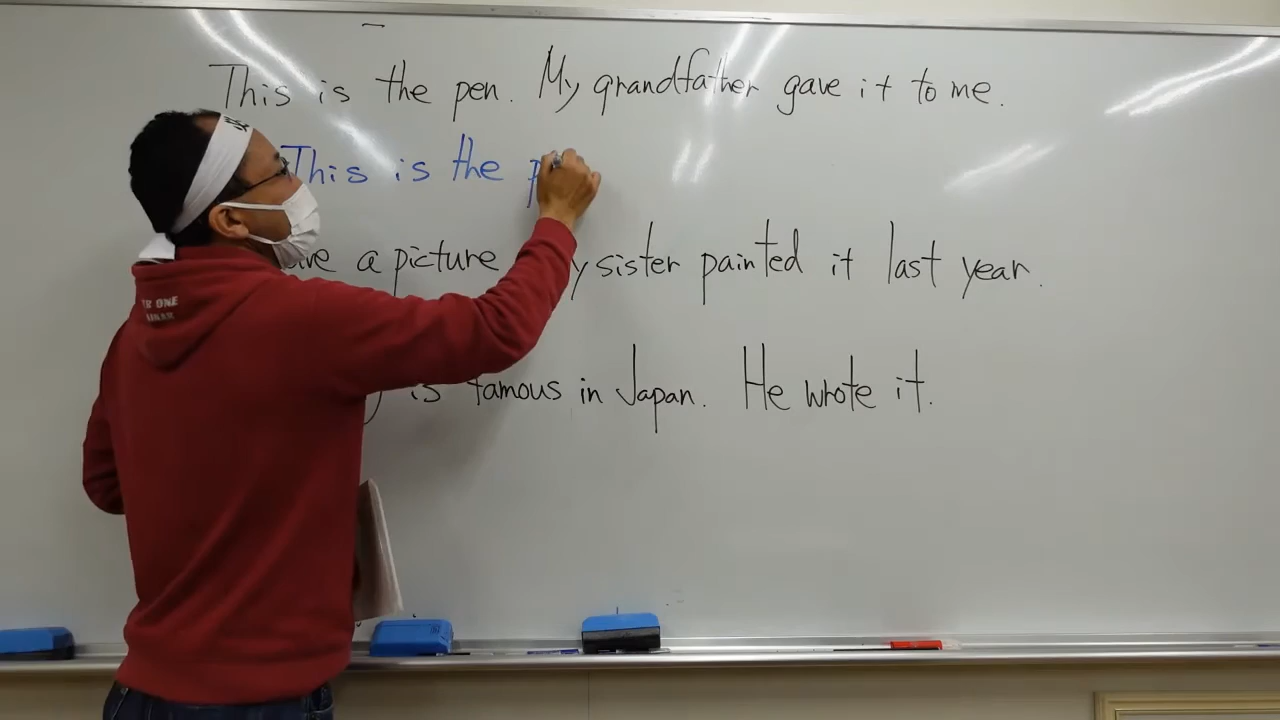 This is the pen. My grandfather gave it to me.
This is the p
a picture sister painted it last year.
is famous in Japan. He wrote it.